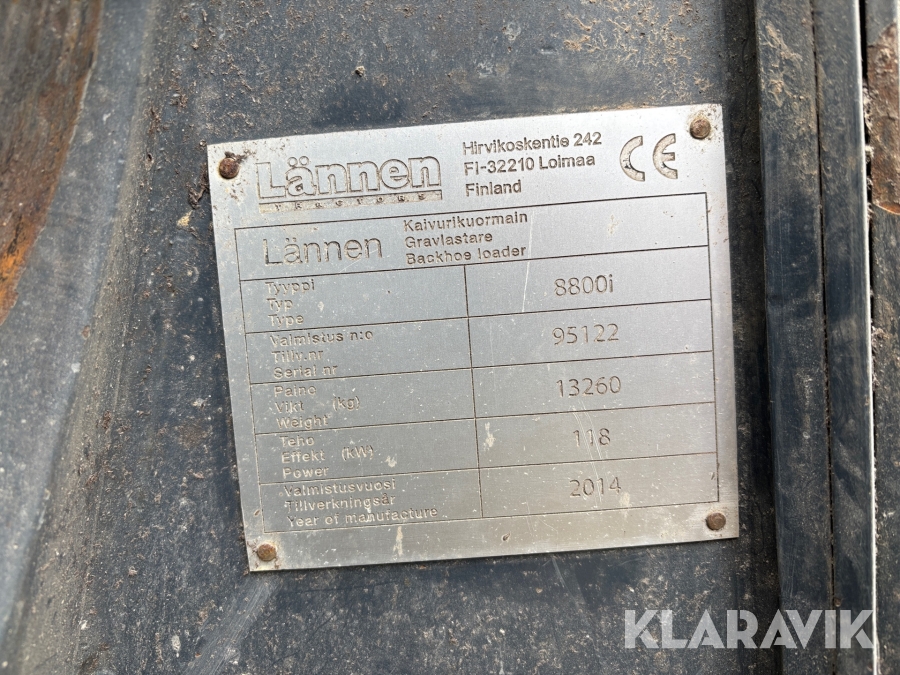 Lännen
TRACTORS
Hirvikoskentie 242
FI-32210 Loimaa
Finland
CE
Lännen
Kaivurikuormain
Gravlastare
Backhoe loader
Tyyppi
Typ
Type
8800i
Valmistus n:o
Tillv.nr
Serial nr
95122
Paino
Vikt (kg)
Weight
13260
Teho
Effekt (kW)
Power
118
Valmistusvuosi
Tillverkningsår
Year of manufacture
2014
KLARAVIK